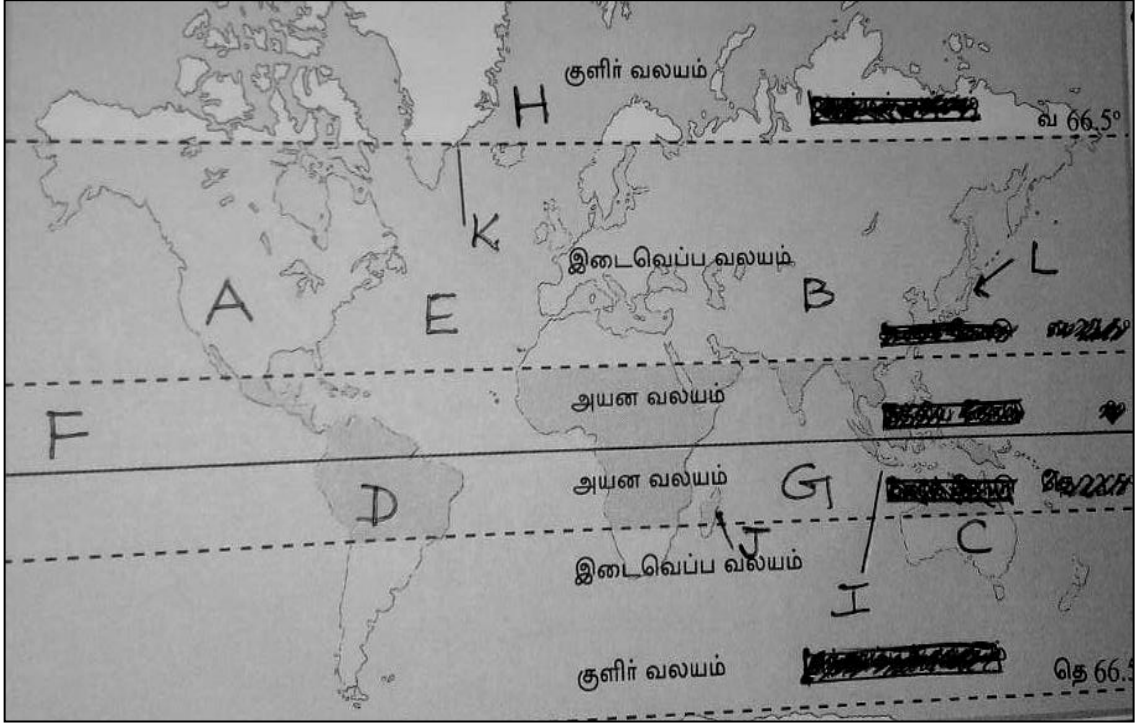 குளிர் வலயம்
H
வ 66.5°
K
இடைவெப்ப வலயம்
L
A
E
B
அயன வலயம்
F
அயன வலயம்
G
D
J
C
இடைவெப்ப வலயம்
I
குளிர் வலயம்
தெ 66.5